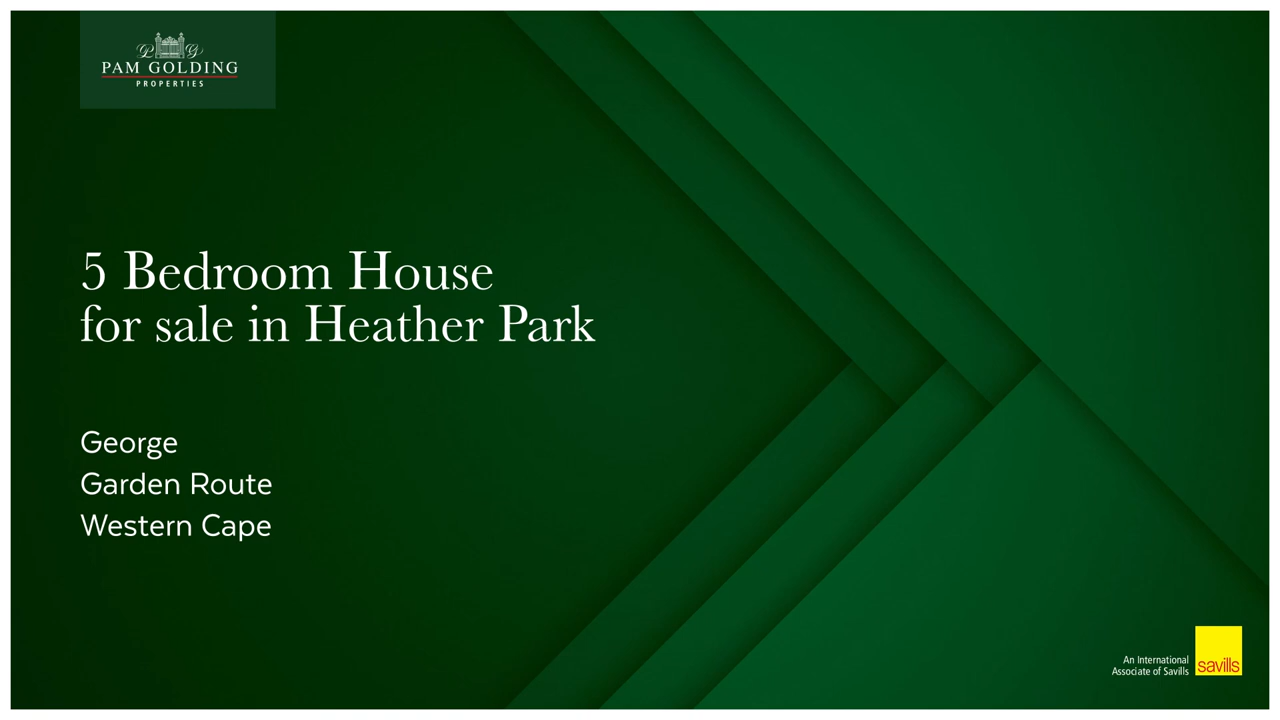 PAM GOLDING
PROPERTIES
5 Bedroom House
for sale in Heather Park
George
Garden Route
Western Cape
An International
Associate of Savills
savills